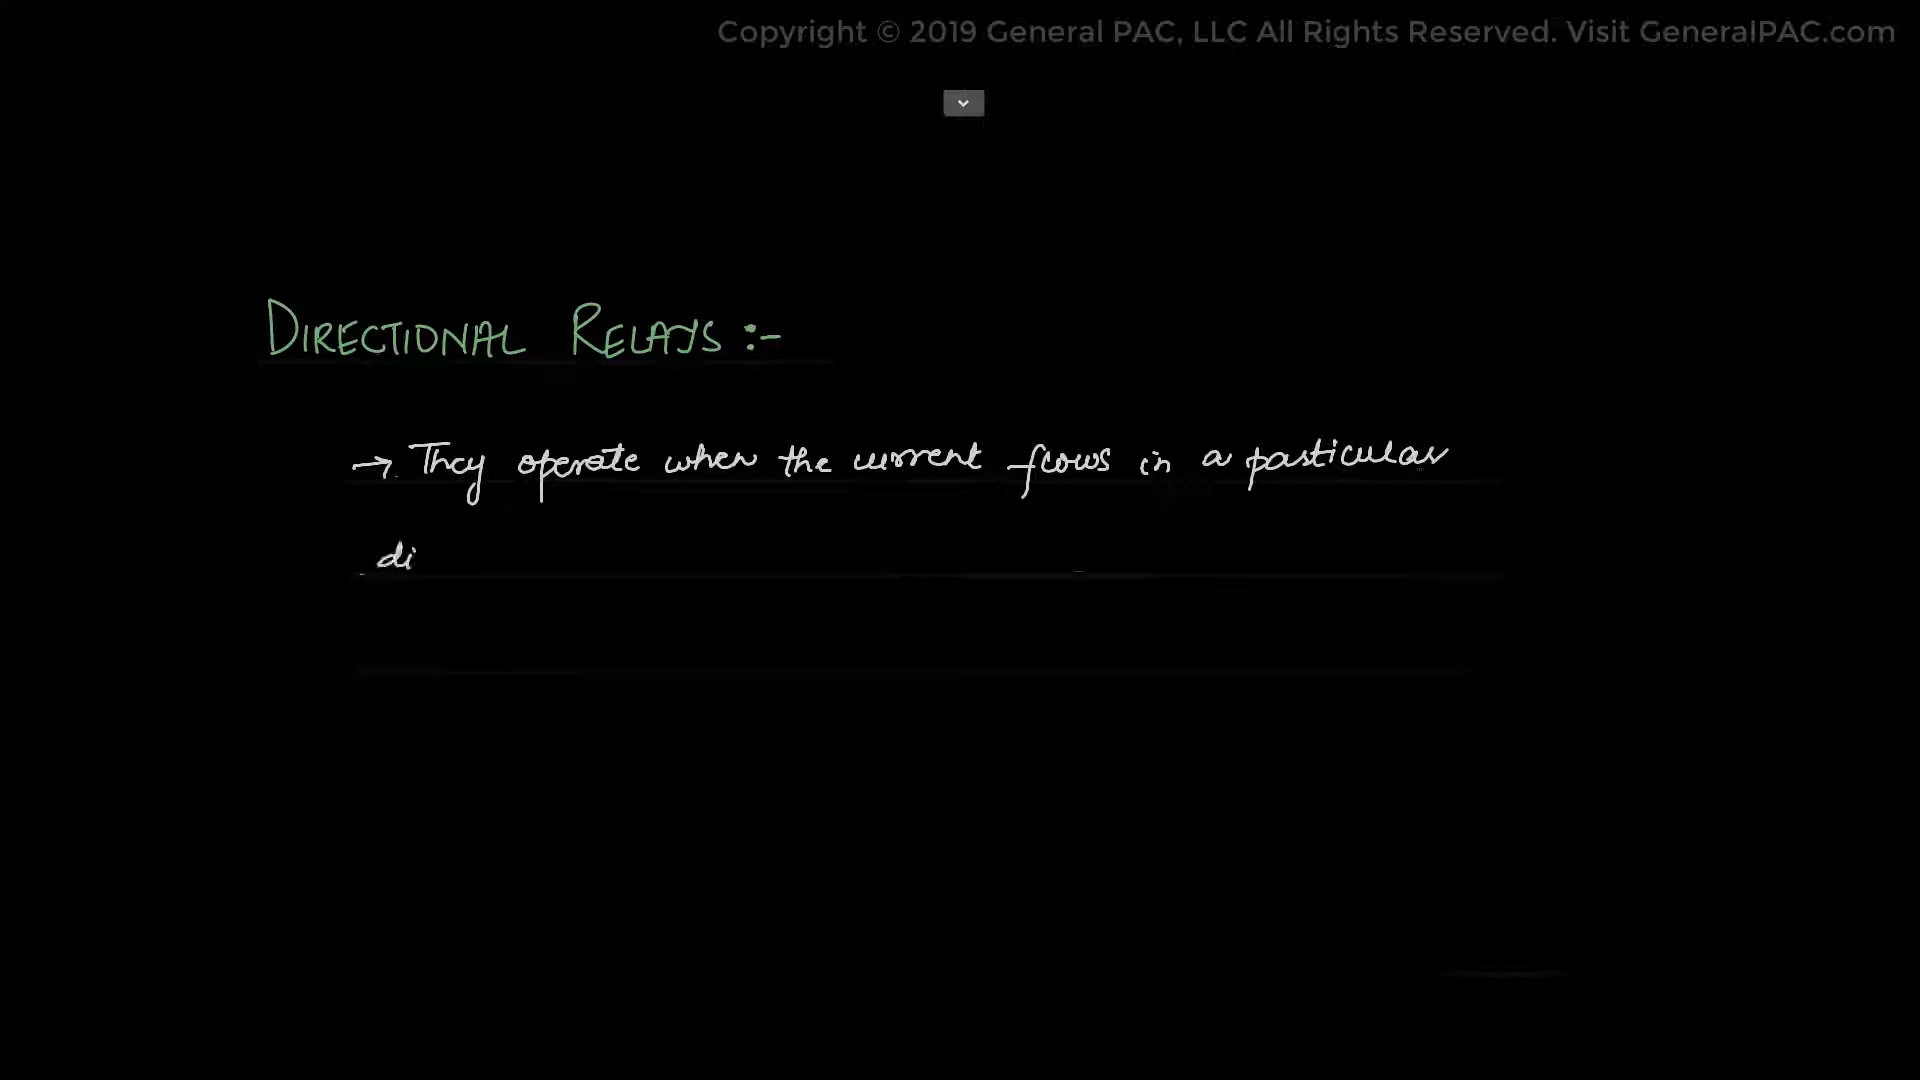 Copyright © 2019 General PAC, LLC All Rights Reserved. Visit GeneralPAC.com
DIRECTIONAL RELAYS :-
→ They operate when the current flows in a particular
di